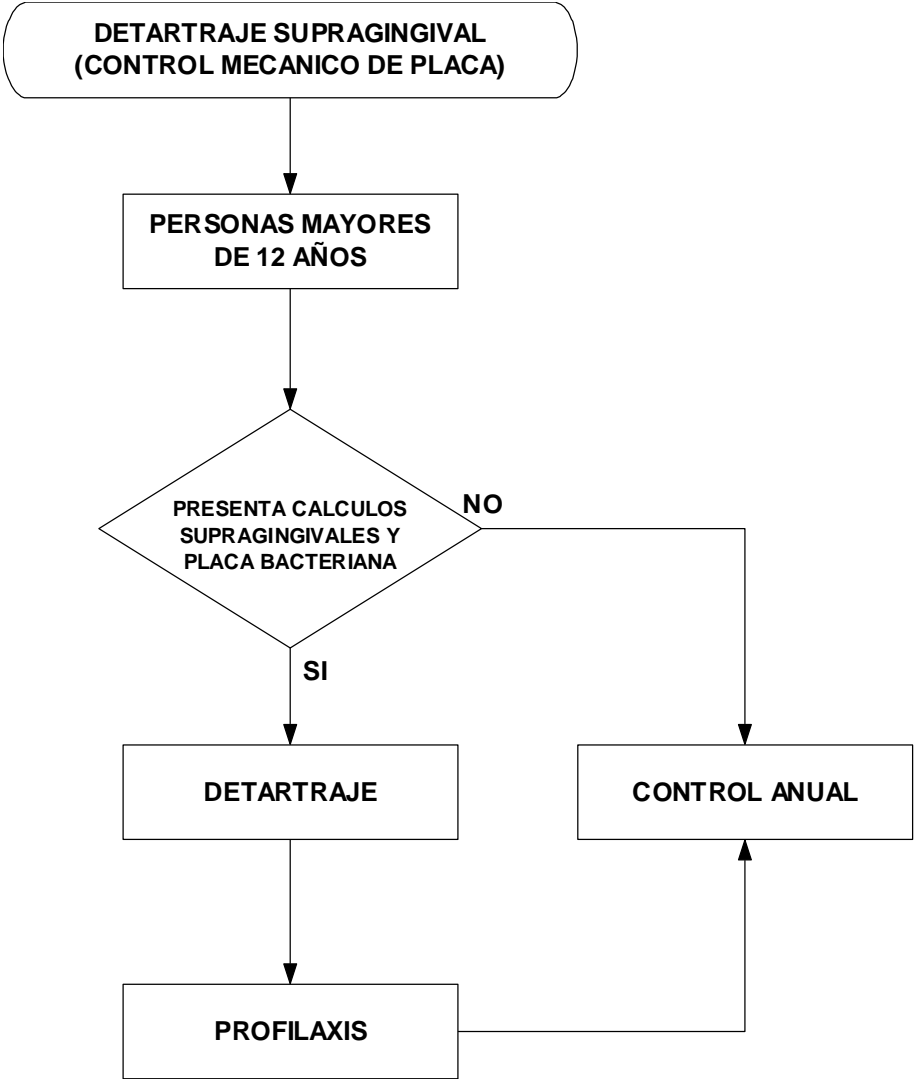 DETARTRAJE SUPRAGINGIVAL
(CONTROL MECANICO DE PLACA)
PERSONAS MAYORES
DE 12 AÑOS
PRESENTA CALCULOS
SUPRAGINGIVALES Y
PLACA BACTERIANA
NO
SI
DETARTRAJE
CONTROL ANUAL
PROFILAXIS